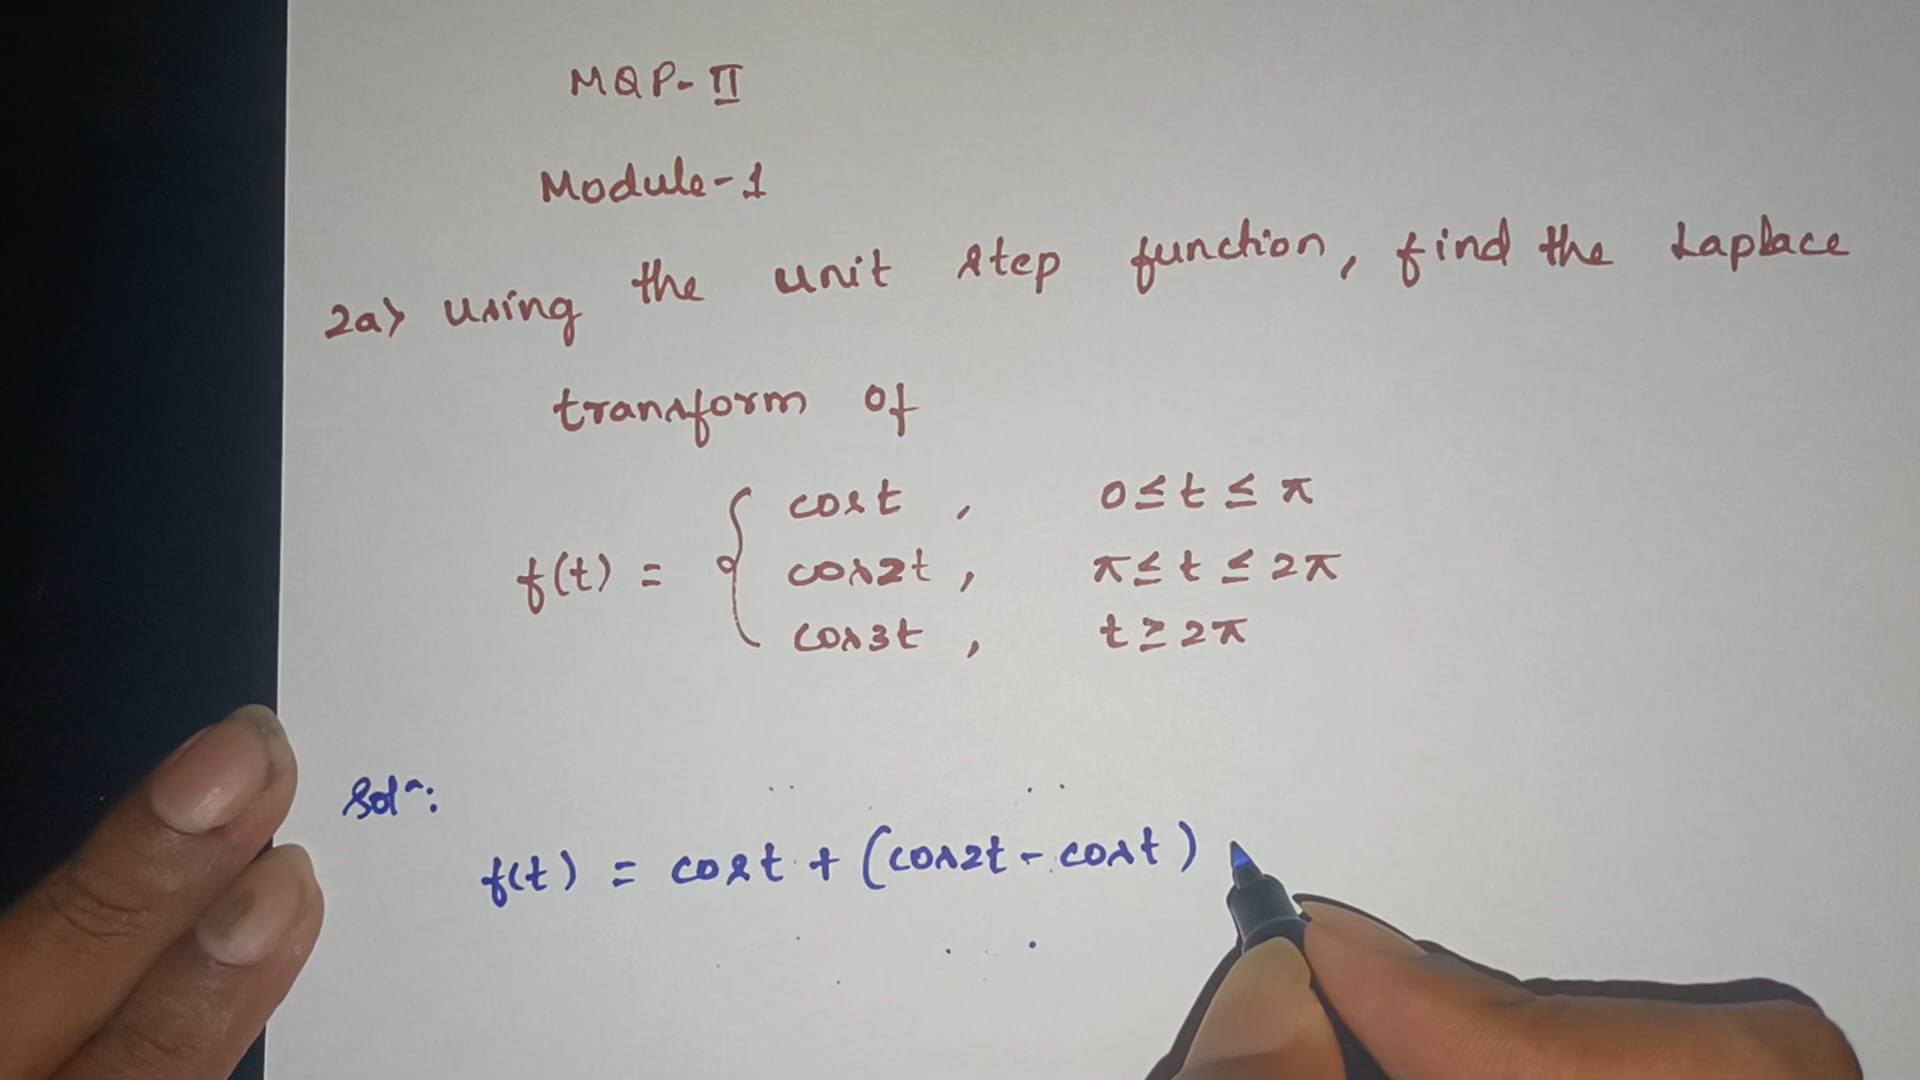 MQP-II
Module-1
2a> using the unit step function, find the Laplace
transform of
f(t) = { cost , 0≤t≤π
cos2t , π≤t≤2π
cos3t , t≥2π
Solⁿ:
f(t) = cost + (cos2t - cost)